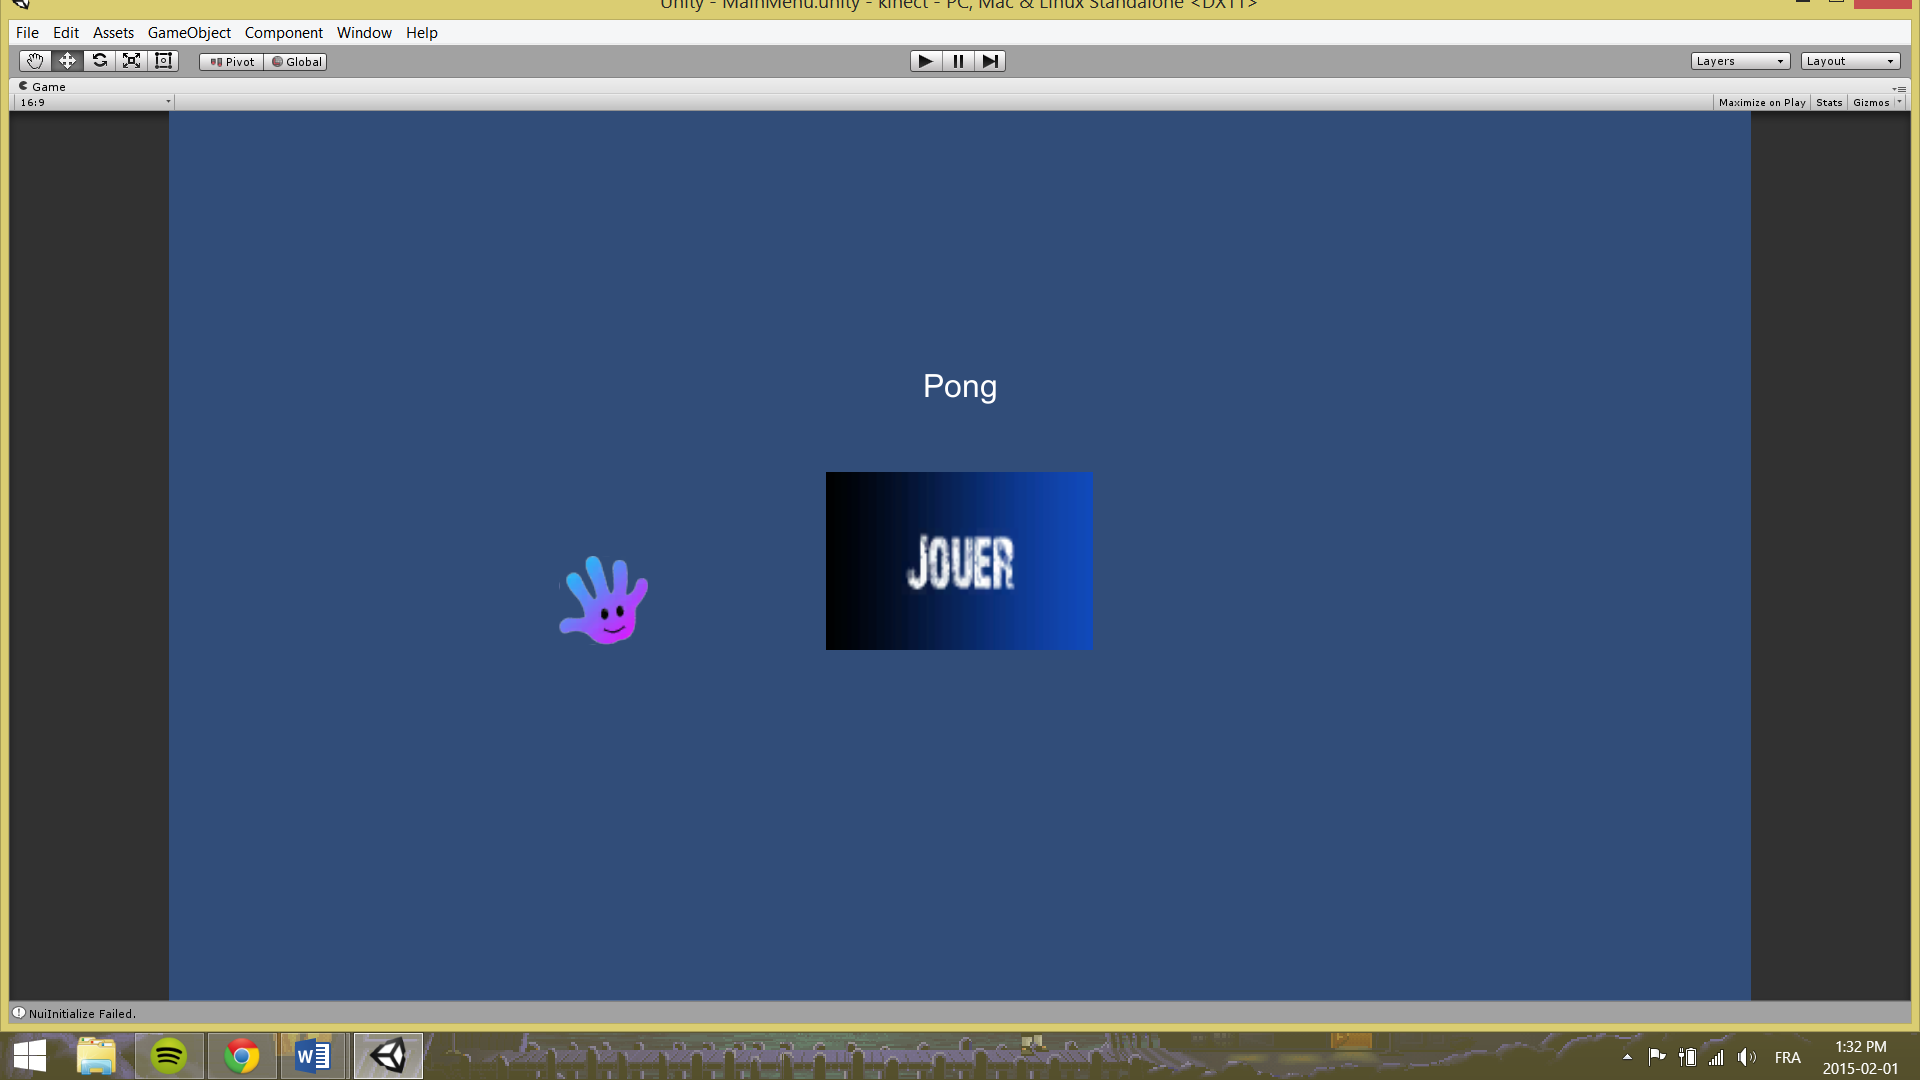 Unity - MainMenu.unity - kinect - PC, Mac & Linux Standalone <DX11>
File Edit Assets GameObject Component Window Help
Pivot Global Layers Layout
Game
16:9 Maximize on Play Stats Gizmos
Pong
JOUER
NuiInitialize Failed.
FRA
1:32 PM
2015-02-01